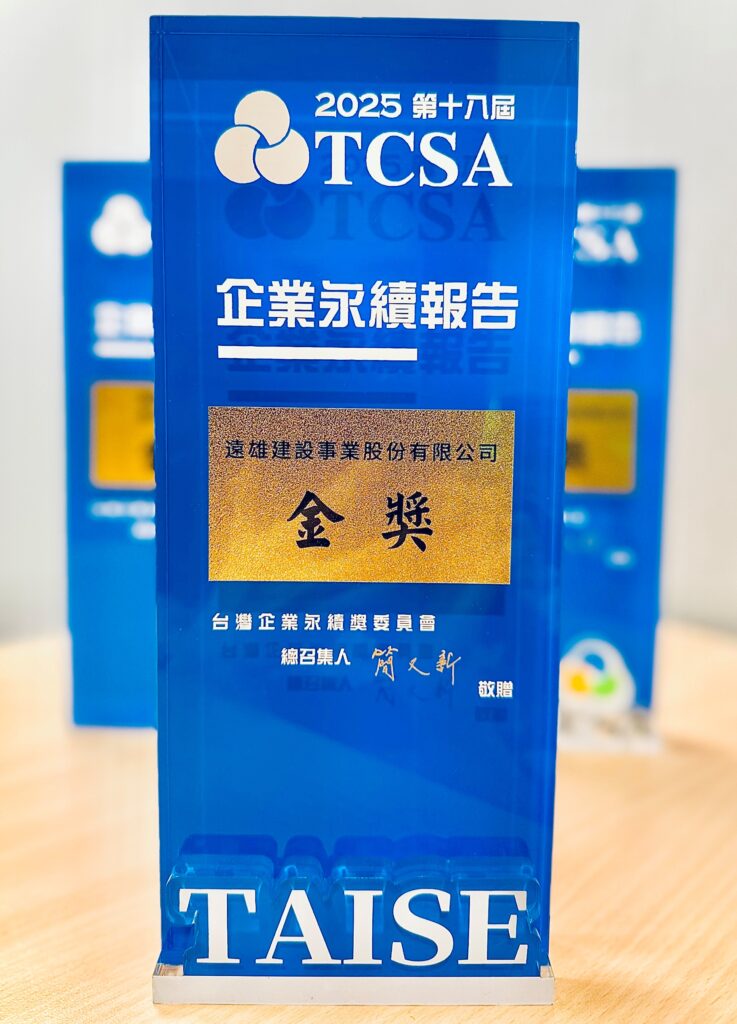 2025 第十八屆
TCSA
企業永續報告
遠雄建設事業股份有限公司
金獎
台灣企業永續獎委員會
總召集人 簡又新
敬贈
TAISE